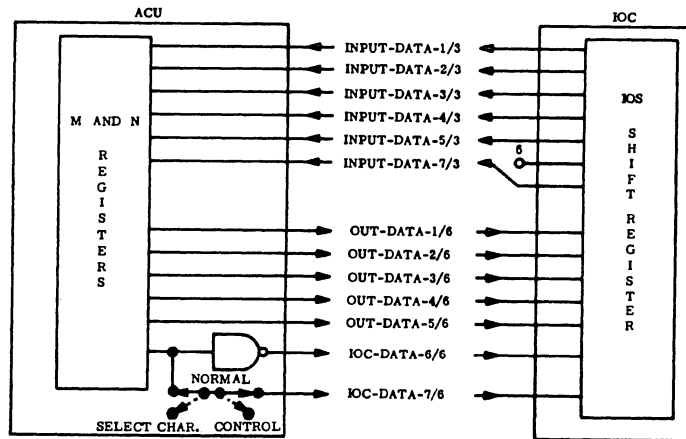 ACU
IOC
INPUT-DATA-1/3
INPUT-DATA-2/3
INPUT-DATA-3/3
INPUT-DATA-4/3
INPUT-DATA-5/3
INPUT-DATA-7/3
M AND N
REGISTERS
6
IOS
SHIFT
REGISTER
OUT-DATA-1/6
OUT-DATA-2/6
OUT-DATA-3/6
OUT-DATA-4/6
OUT-DATA-5/6
IOC-DATA-6/6
NORMAL
IOC-DATA-7/6
SELECT CHAR. CONTROL